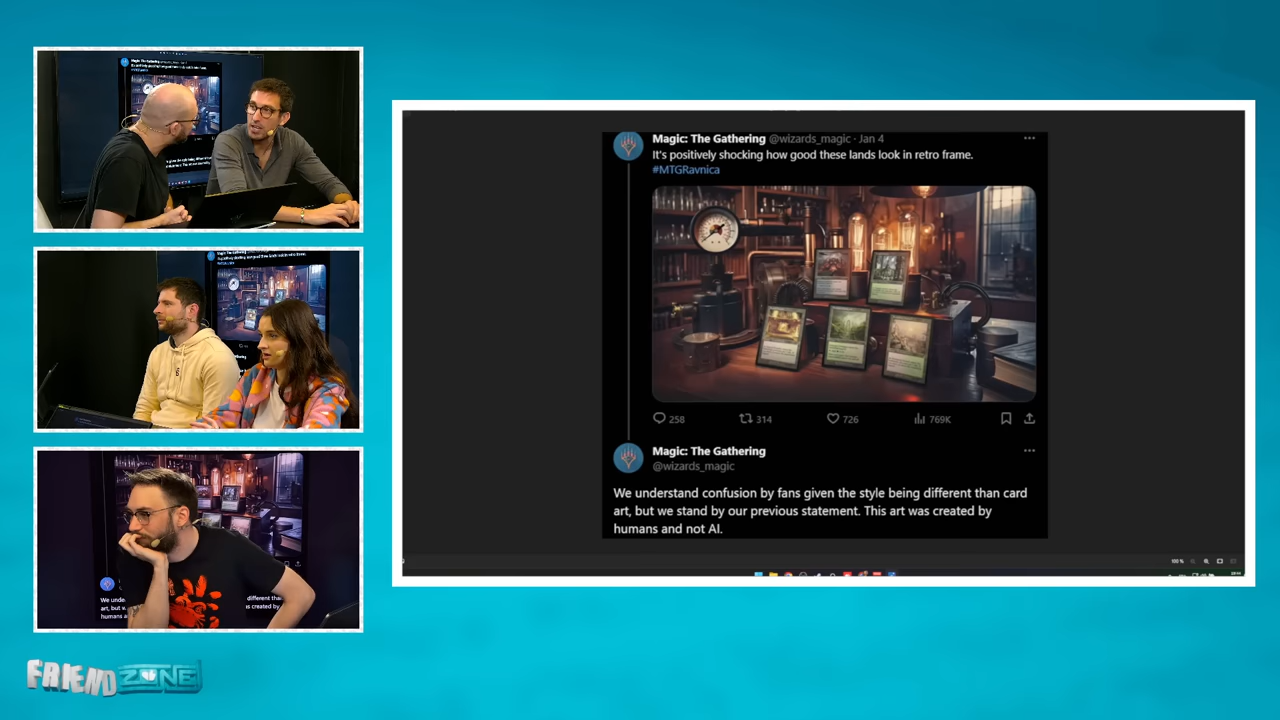 Magic: The Gathering @wizards_magic · Jan 4
It's positively shocking how good these lands look in retro frame.
#MTGRavnica
258 314 726 769K
Magic: The Gathering
@wizards_magic
We understand confusion by fans given the style being different than card
art, but we stand by our previous statement. This art was created by
humans and not AI.
100 %
FRIENDZONE